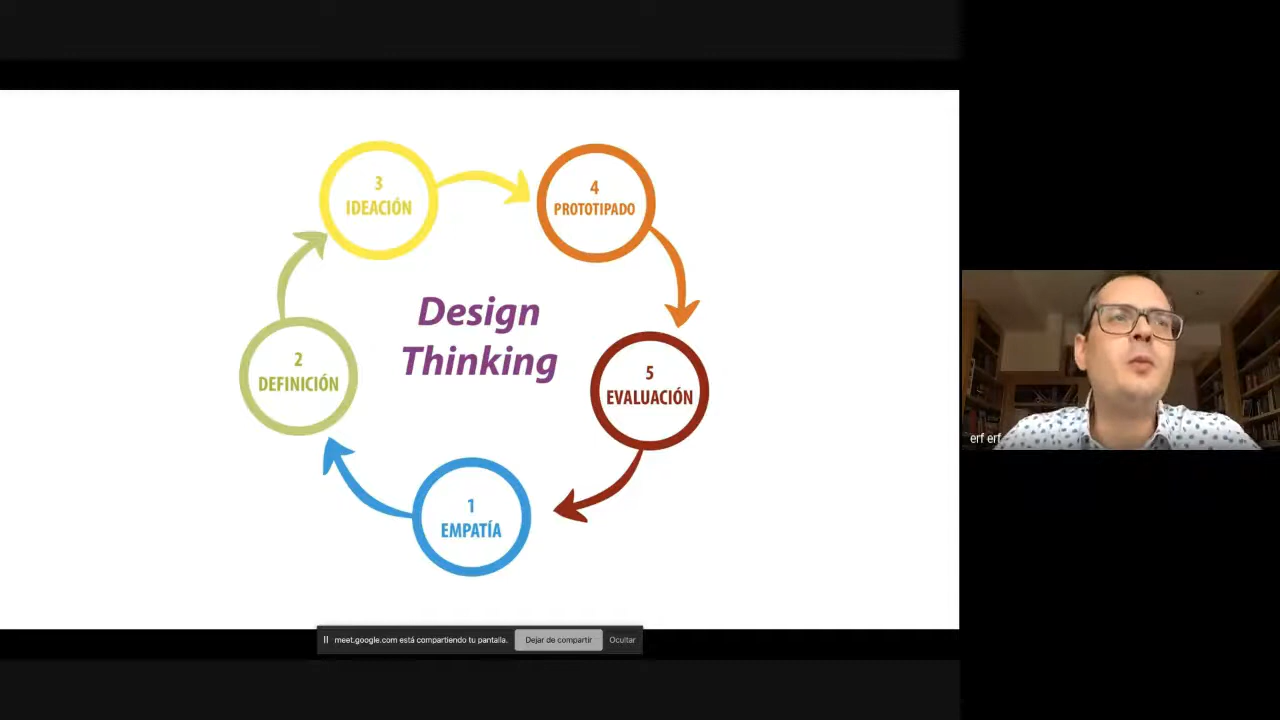 3
IDEACIÓN
4
PROTOTIPADO
Design
Thinking
2
DEFINICIÓN
5
EVALUACIÓN
1
EMPATÍA
erf erf
meet.google.com está compartiendo tu pantalla.
Dejar de compartir
Ocultar